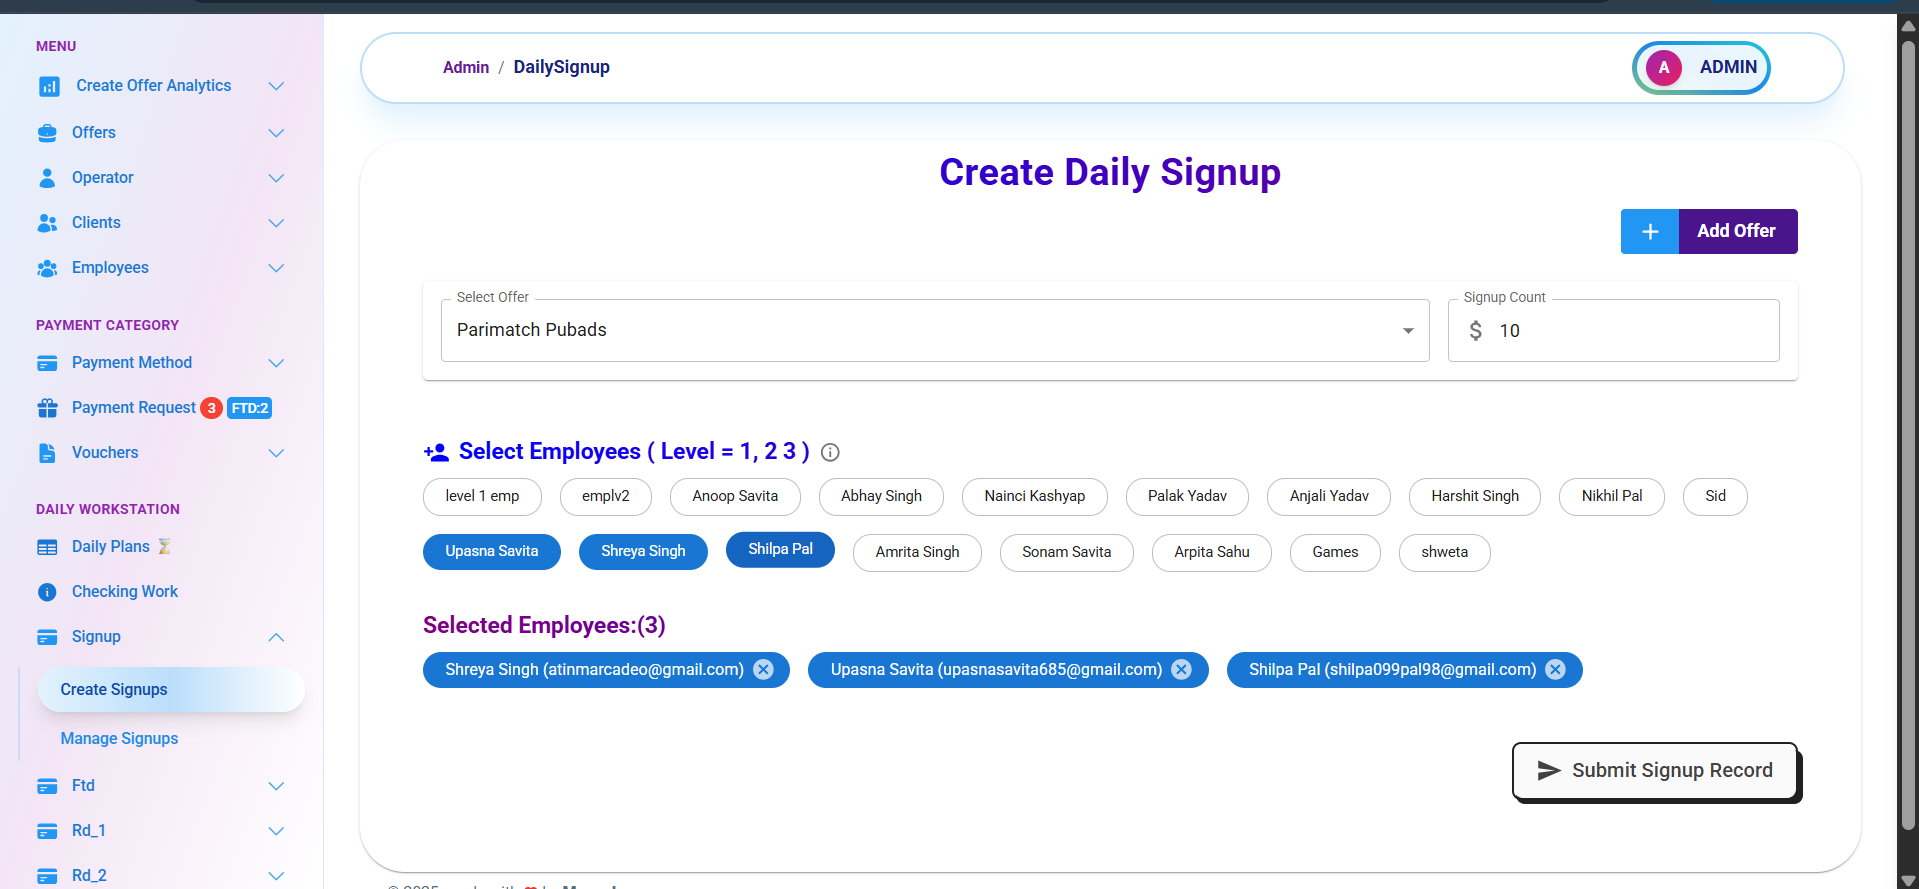 MENU
Create Offer Analytics
Offers
Operator
Clients
Employees
PAYMENT CATEGORY
Payment Method
Payment Request 3 FTD:2
Vouchers
DAILY WORKSTATION
Daily Plans ⌛
Checking Work
Signup
Create Signups
Manage Signups
Ftd
Rd_1
Rd_2
Admin / DailySignup
A ADMIN
Create Daily Signup
+ Add Offer
Select Offer
Parimatch Pubads
Signup Count
$ 10
Select Employees ( Level = 1, 2 3 )
level 1 emp emplv2 Anoop Savita Abhay Singh Nainci Kashyap Palak Yadav Anjali Yadav Harshit Singh Nikhil Pal Sid
Upasna Savita Shreya Singh Shilpa Pal Amrita Singh Sonam Savita Arpita Sahu Games shweta
Selected Employees:(3)
Shreya Singh (atinmarcadeo@gmail.com) Upasna Savita (upasnasavita685@gmail.com) Shilpa Pal (shilpa099pal98@gmail.com)
Submit Signup Record